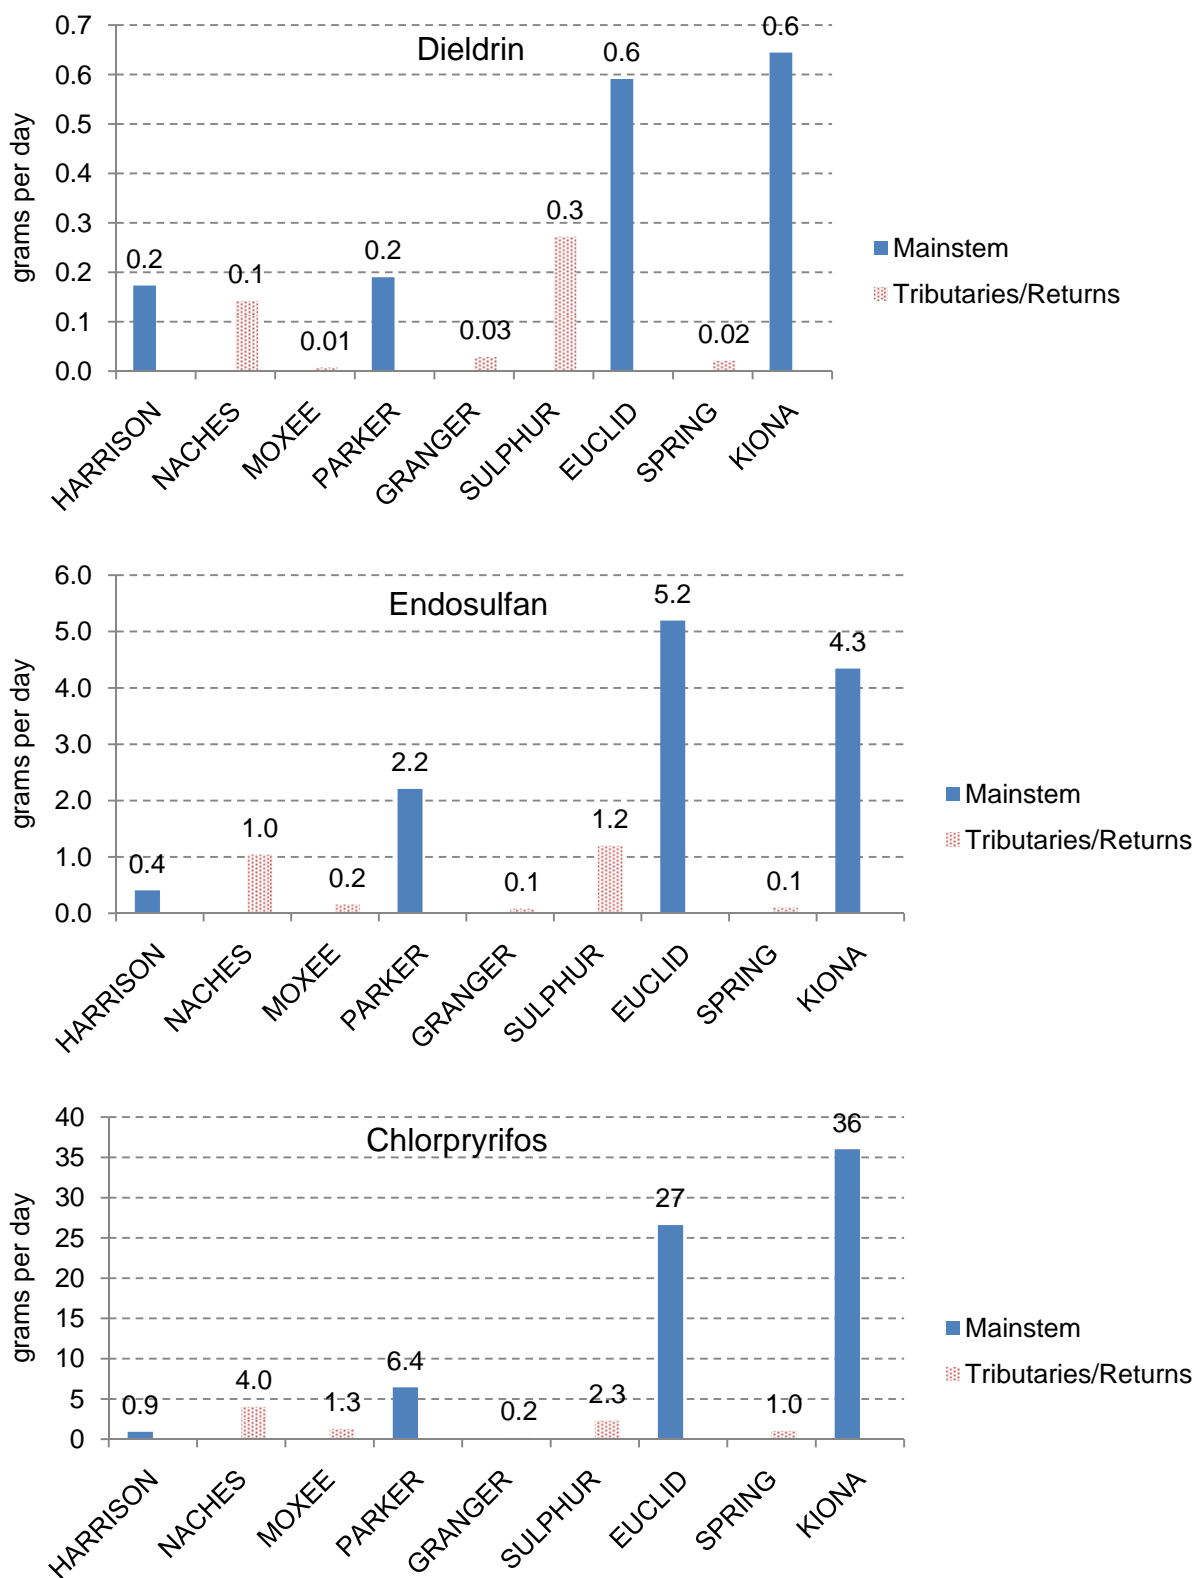 Dieldrin
grams per day
0.7
0.6
0.5
0.4
0.3
0.2
0.1
0.0
0.2
0.1
0.01
0.2
0.03
0.3
0.6
0.02
0.6
HARRISON
NACHES
MOXEE
PARKER
GRANGER
SULPHUR
EUCLID
SPRING
KIONA
Mainstem
Tributaries/Returns
Endosulfan
grams per day
6.0
5.0
4.0
3.0
2.0
1.0
0.0
0.4
1.0
0.2
2.2
0.1
1.2
5.2
0.1
4.3
HARRISON
NACHES
MOXEE
PARKER
GRANGER
SULPHUR
EUCLID
SPRING
KIONA
Mainstem
Tributaries/Returns
Chlorpryrifos
grams per day
40
35
30
25
20
15
10
5
0
0.9
4.0
1.3
6.4
0.2
2.3
27
1.0
36
HARRISON
NACHES
MOXEE
PARKER
GRANGER
SULPHUR
EUCLID
SPRING
KIONA
Mainstem
Tributaries/Returns